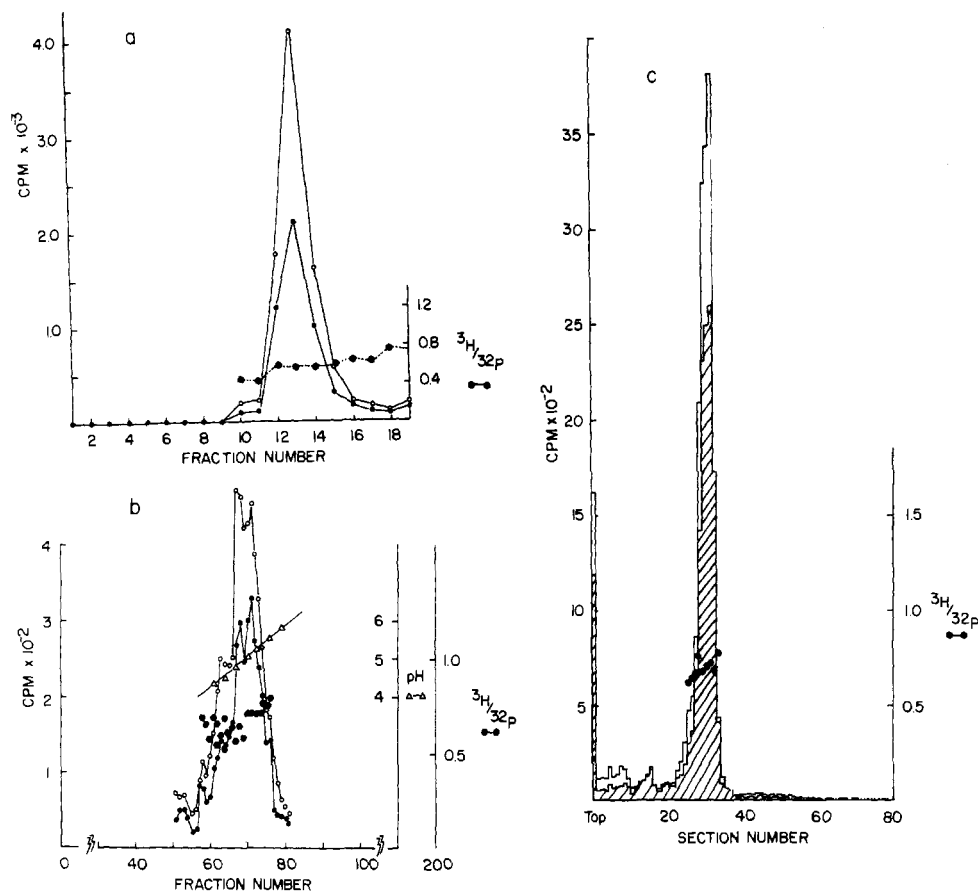 a
4.0
3.0
2.0
1.0
CPM x 10⁻³
1.2
0.8
0.4
³H/³²P
2 4 6 8 10 12 14 16 18
FRACTION NUMBER
b
4
3
2
1
CPM x 10⁻²
6
5
4
pH
1.0
0.5
³H/³²P
0 40 60 80 100 200
FRACTION NUMBER
c
35
30
25
20
15
10
5
CPM x 10⁻²
1.5
1.0
0.5
³H/³²P
Top 20 40 60 80
SECTION NUMBER